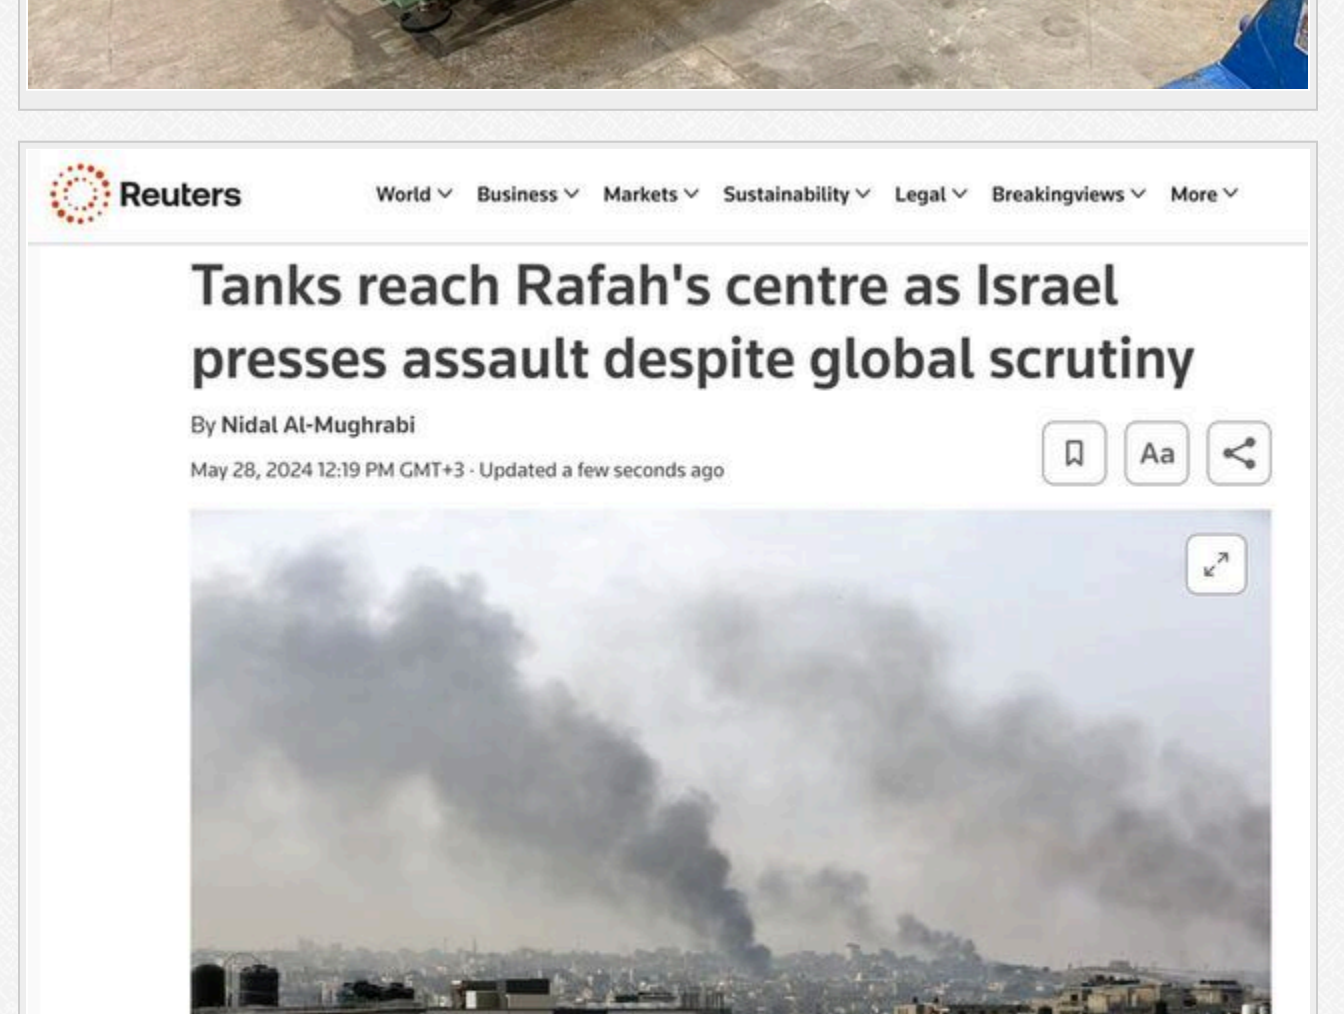 Reuters
World Business Markets Sustainability Legal Breakingviews More
Tanks reach Rafah's centre as Israel
presses assault despite global scrutiny
By Nidal Al-Mughrabi
May 28, 2024 12:19 PM GMT+3 · Updated a few seconds ago
Aa